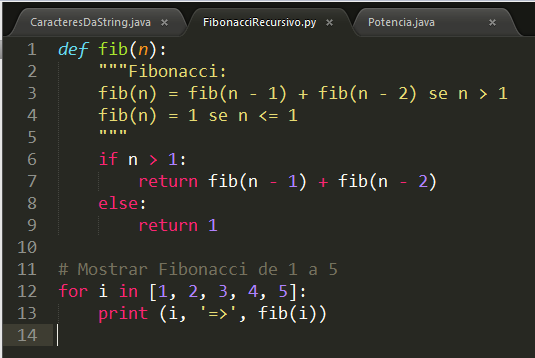 CaracteresDaString.java × FibonacciRecursivo.py × Potencia.java ×
1 def fib(n):
2     """Fibonacci:
3     fib(n) = fib(n - 1) + fib(n - 2) se n > 1
4     fib(n) = 1 se n <= 1
5     """
6     if n > 1:
7         return fib(n - 1) + fib(n - 2)
8     else:
9         return 1
10
11 # Mostrar Fibonacci de 1 a 5
12 for i in [1, 2, 3, 4, 5]:
13     print (i, '=>', fib(i))
14